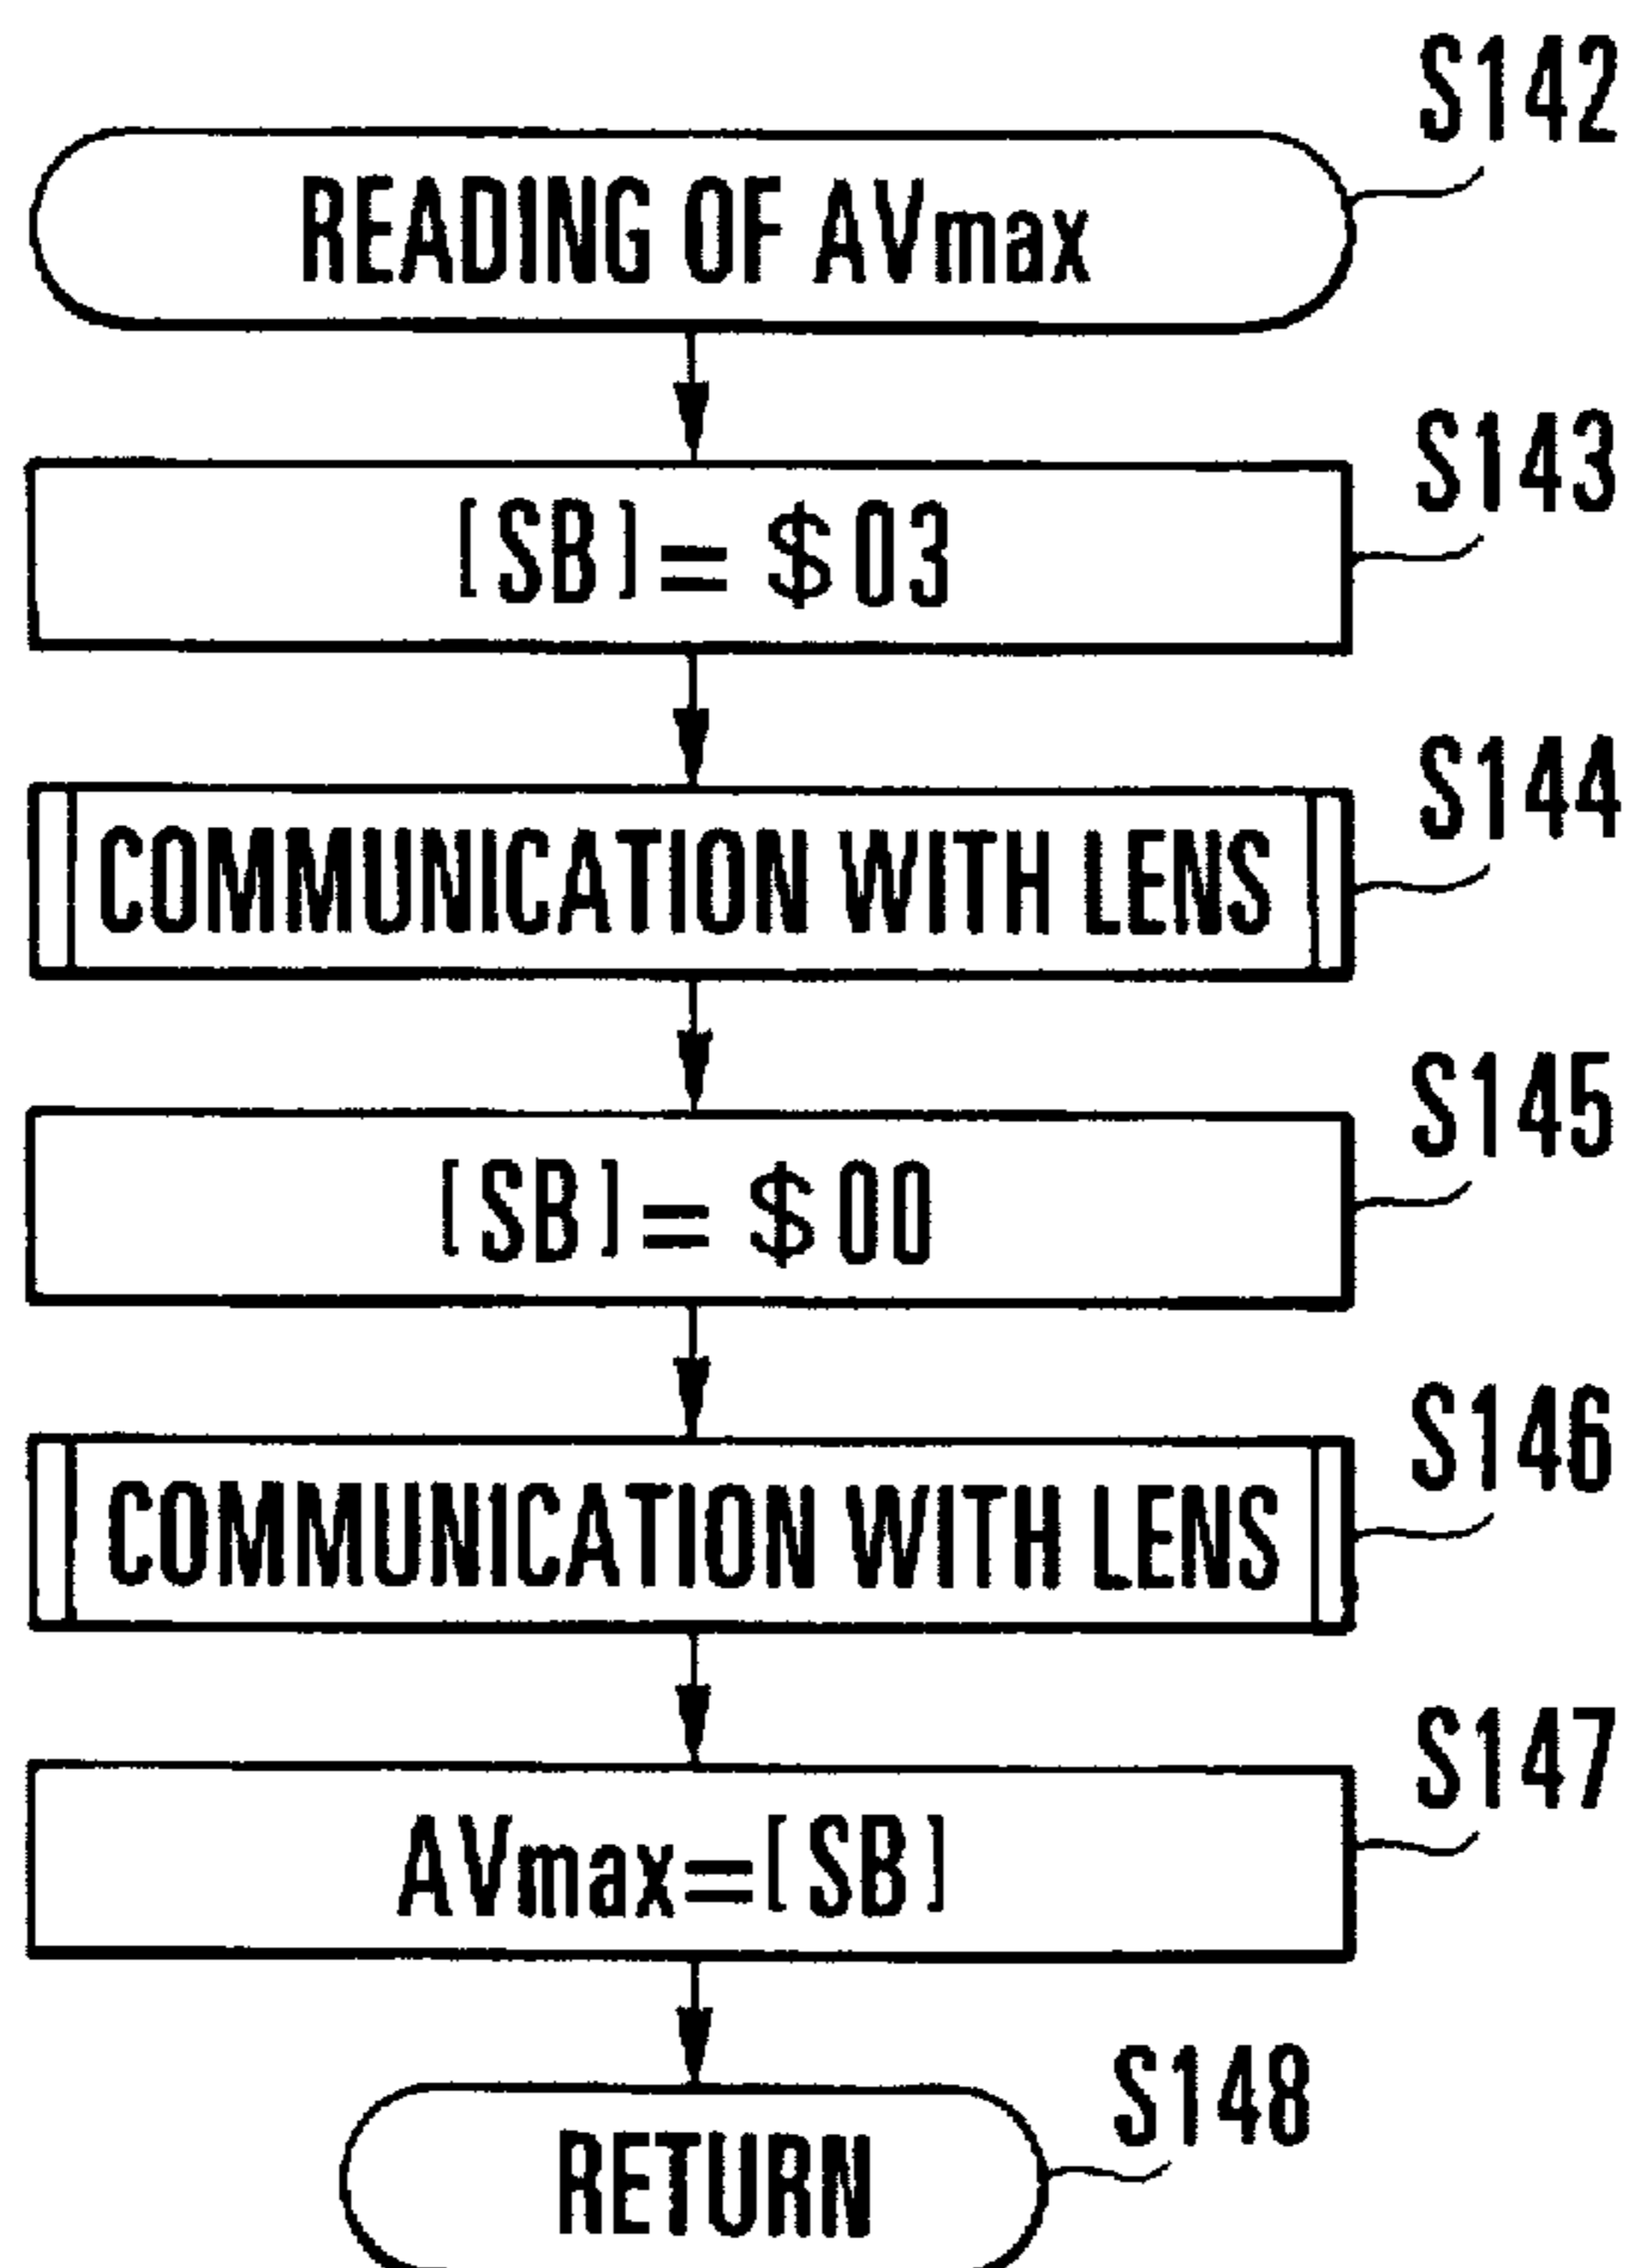 S142
READING OF AVmax
S143
[SB]= $03
S144
COMMUNICATION WITH LENS
S145
[SB]= $00
S146
COMMUNICATION WITH LENS
S147
AVmax=[SB]
S148
RETURN